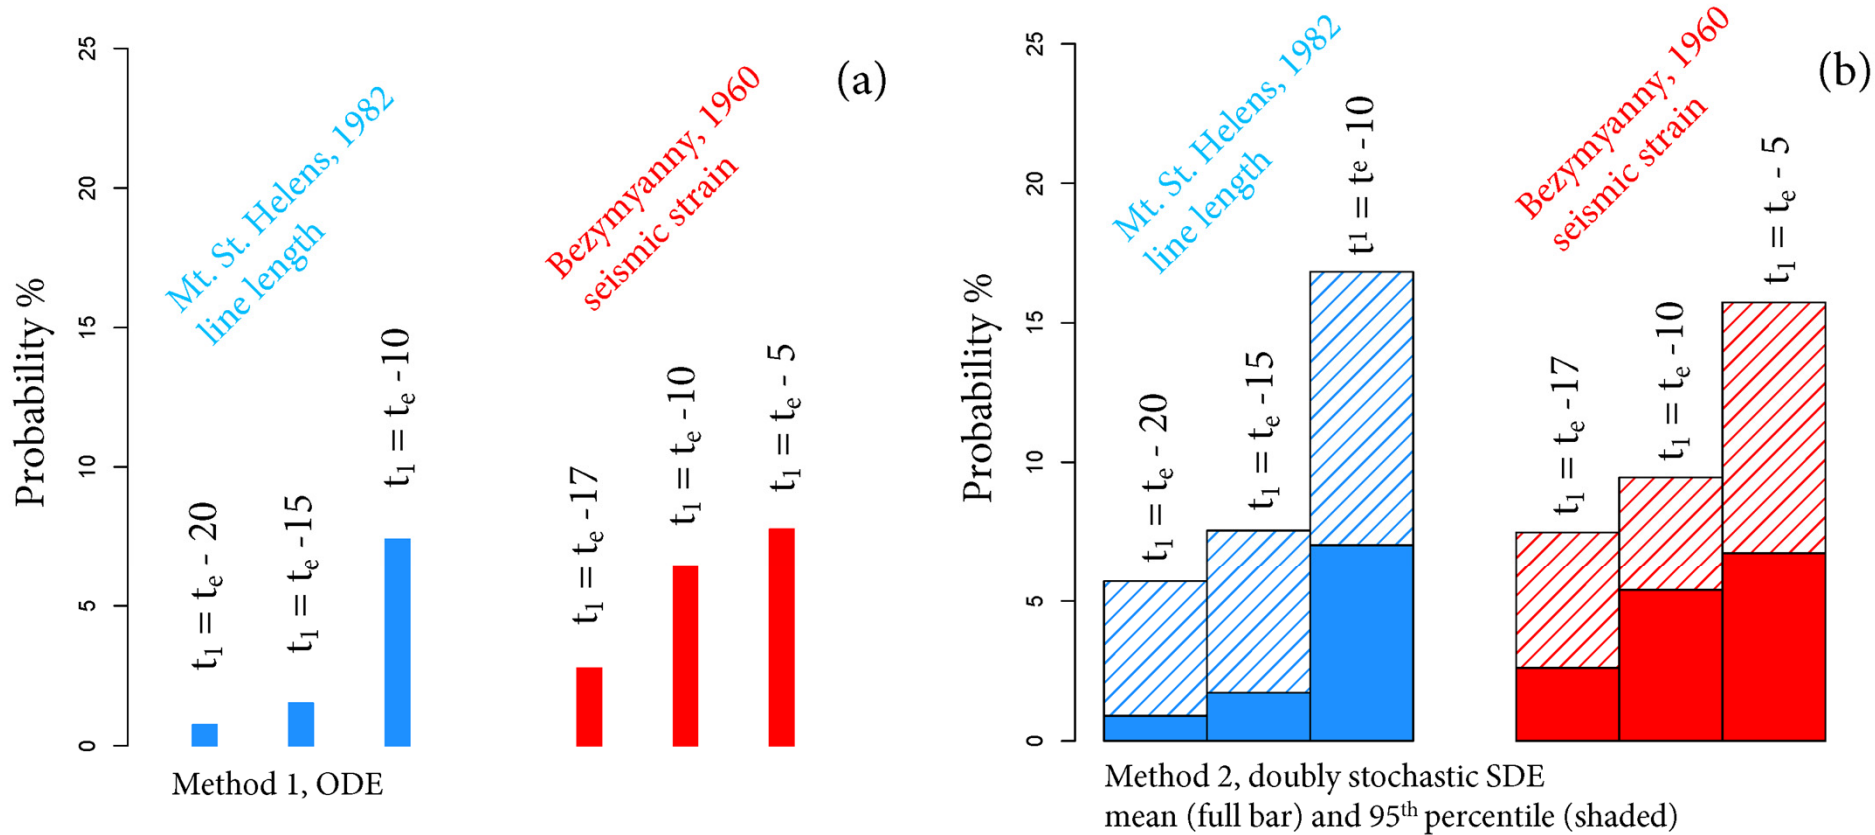 (a)
Probability %
25
20
15
10
5
0
Mt. St. Helens, 1982
line length
Bezymyanny, 1960
seismic strain
t₁ = tₑ - 20
t₁ = tₑ -15
t₁ = tₑ -10
t₁ = tₑ -17
t₁ = tₑ -10
t₁ = tₑ - 5
Method 1, ODE
(b)
Probability %
25
20
15
10
5
0
Mt. St. Helens, 1982
line length
Bezymyanny, 1960
seismic strain
t₁ = tₑ - 20
t₁ = tₑ -15
t¹ = tᵉ -10
t₁ = tₑ -17
t₁ = tₑ -10
t₁ = tₑ - 5
Method 2, doubly stochastic SDE
mean (full bar) and 95ᵗʰ percentile (shaded)